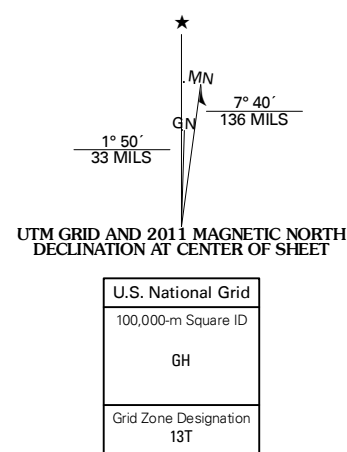 ★
MN
GN
7° 40´
136 MILS
1° 50´
33 MILS
UTM GRID AND 2011 MAGNETIC NORTH
DECLINATION AT CENTER OF SHEET
U.S. National Grid
100,000-m Square ID
GH
Grid Zone Designation
13T